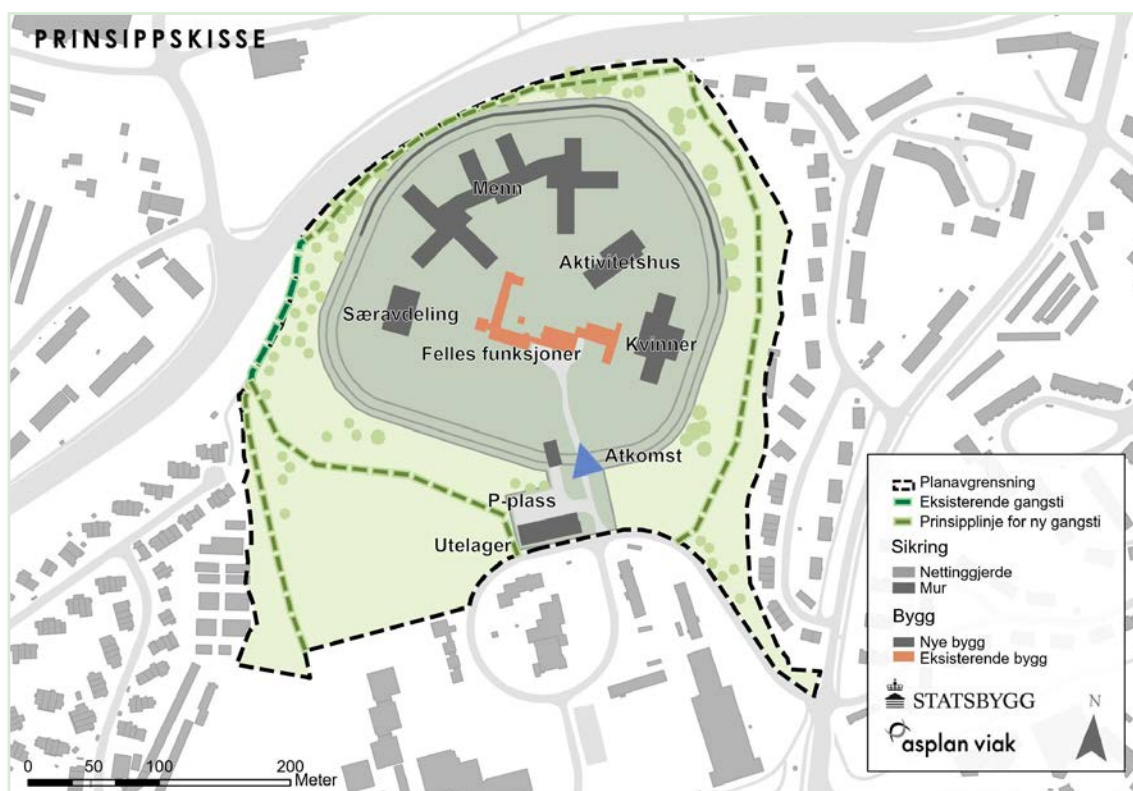 PRINSIPPSKISSE
Menn
Aktivitetshus
Særavdeling
Kvinner
Felles funksjoner
Atkomst
P-plass
Utelager
Planavgrensning
Eksisterende gangsti
Prinsipplinje for ny gangsti
Sikring
Nettinggjerde
Mur
Bygg
Nye bygg
Eksisterende bygg
STATSBYGG
asplan viak
N
0 50 100 200
Meter